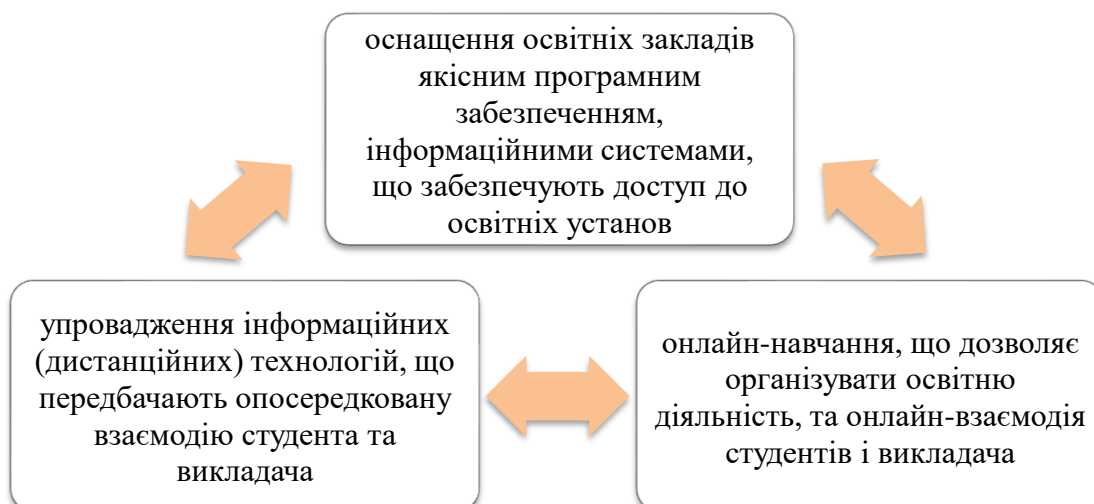 оснащення освітніх закладів
якісним програмним
забезпеченням,
інформаційними системами,
що забезпечують доступ до
освітніх установ
упровадження інформаційних
(дистанційних) технологій, що
передбачають опосередковану
взаємодію студента та
викладача
онлайн-навчання, що дозволяє
організувати освітню
діяльність, та онлайн-взаємодія
студентів і викладача